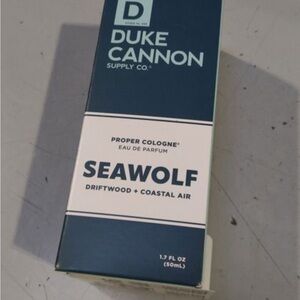 D
DUKE
CANNON
SUPPLY CO.®
PROPER COLOGNE®
EAU DE PARFUM
SEAWOLF
DRIFTWOOD + COASTAL AIR
1.7 FL OZ
(50mL)